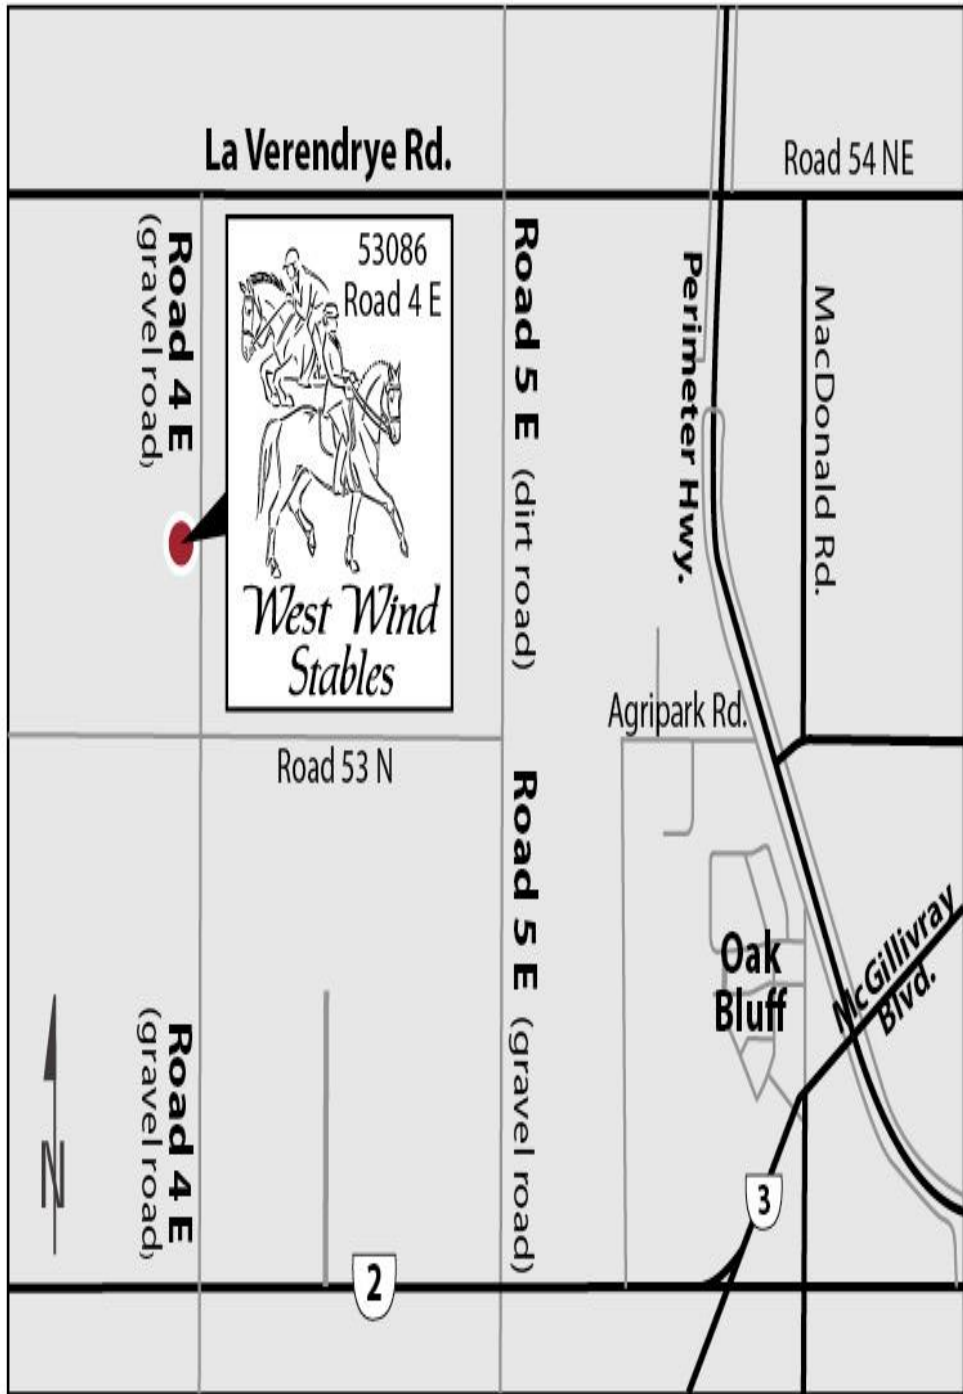 La Verendrye Rd.
Road 54 NE
53086
Road 4 E
West Wind
Stables
Road 4 E
(gravel road)
Road 5 E (dirt road)
Perimeter Hwy.
MacDonald Rd.
Agripark Rd.
Road 53 N
Road 5 E (gravel road)
Oak
Bluff
McGillivray
Blvd.
Road 4 E
(gravel road)
N
3
2